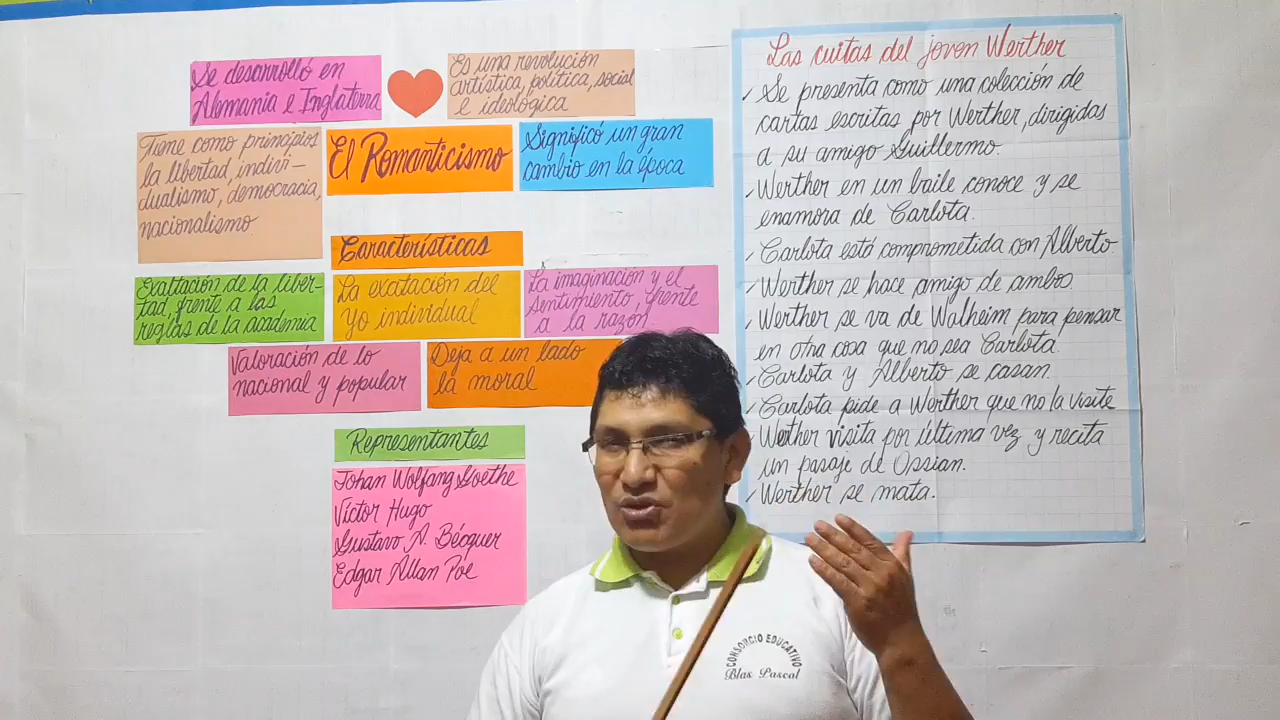 Se desarrolló en
Alemania e Inglaterra
Es una revolución
artística, política, social
e ideológica
Tiene como principios
la libertad, indivi-
dualismo, democracia,
nacionalismo
El Romanticismo
Significó un gran
cambio en la época
Características
Exaltación de la liber-
tad, frente a las
reglas de la academia
La exatación del
Yo individual
La imaginación y el
sentimiento, frente
a la razón
Valoración de lo
nacional y popular
Deja a un lado
la moral
Representantes
Johan Wolfang Goethe
Víctor Hugo
Gustavo A. Bécquer
Edgar Allan Poe
Las cuitas del joven Werther
Se presenta como una colección de
cartas escritas por Werther, dirigidas
a su amigo Guillermo.
Werther en un baile conoce y se
enamora de Carlota.
Carlota está comprometida con Alberto.
Werther se hace amigo de ambos.
Werther se va de Walheim para pensar
en otra cosa que no sea Carlota.
Carlota y Alberto se casan.
Carlota pide a Werther que no la visite
Werther visita por última vez y recita
un pasaje de Ossian.
Werther se mata.
CONSORCIO EDUCATIVO
Blas Pascal